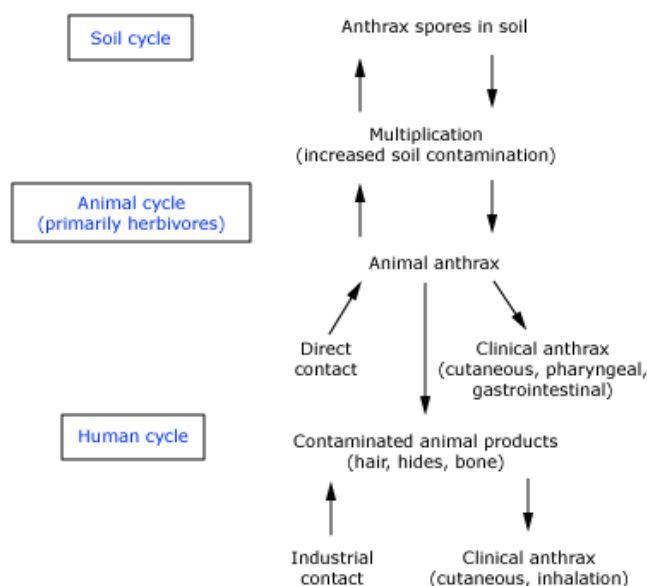 Soil cycle
Anthrax spores in soil
Multiplication
(increased soil contamination)
Animal cycle
(primarily herbivores)
Animal anthrax
Direct
contact
Clinical anthrax
(cutaneous, pharyngeal,
gastrointestinal)
Human cycle
Contaminated animal products
(hair, hides, bone)
Industrial
contact
Clinical anthrax
(cutaneous, inhalation)